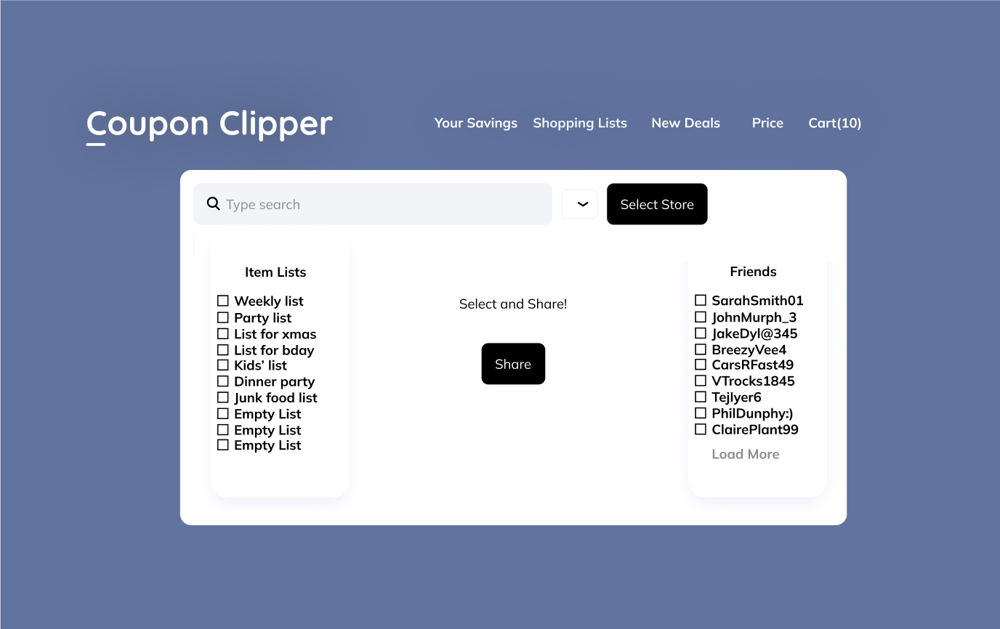 Coupon Clipper
Your Savings Shopping Lists New Deals Price Cart(10)
Type search
Select Store
Item Lists
Weekly list
Party list
List for xmas
List for bday
Kids’ list
Dinner party
Junk food list
Empty List
Empty List
Empty List
Select and Share!
Share
Friends
SarahSmith01
JohnMurph_3
JakeDyl@345
BreezyVee4
CarsRFast49
VTrocks1845
Tejlyer6
PhilDunphy:)
ClairePlant99
Load More